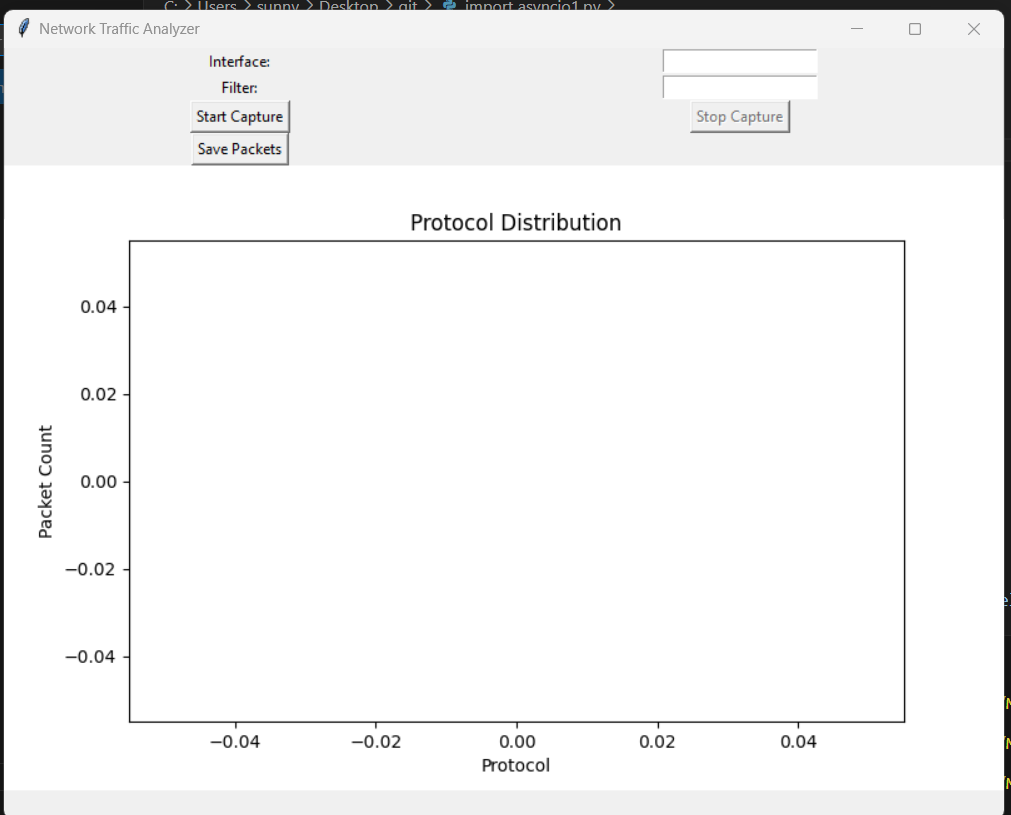 C: > Users > sunny > Desktop > git > import asyncio1.py >
Network Traffic Analyzer
Interface:
Filter:
Start Capture Stop Capture
Save Packets
Protocol Distribution
0.04
0.02
0.00
−0.02
−0.04
Packet Count
−0.04 −0.02 0.00 0.02 0.04
Protocol